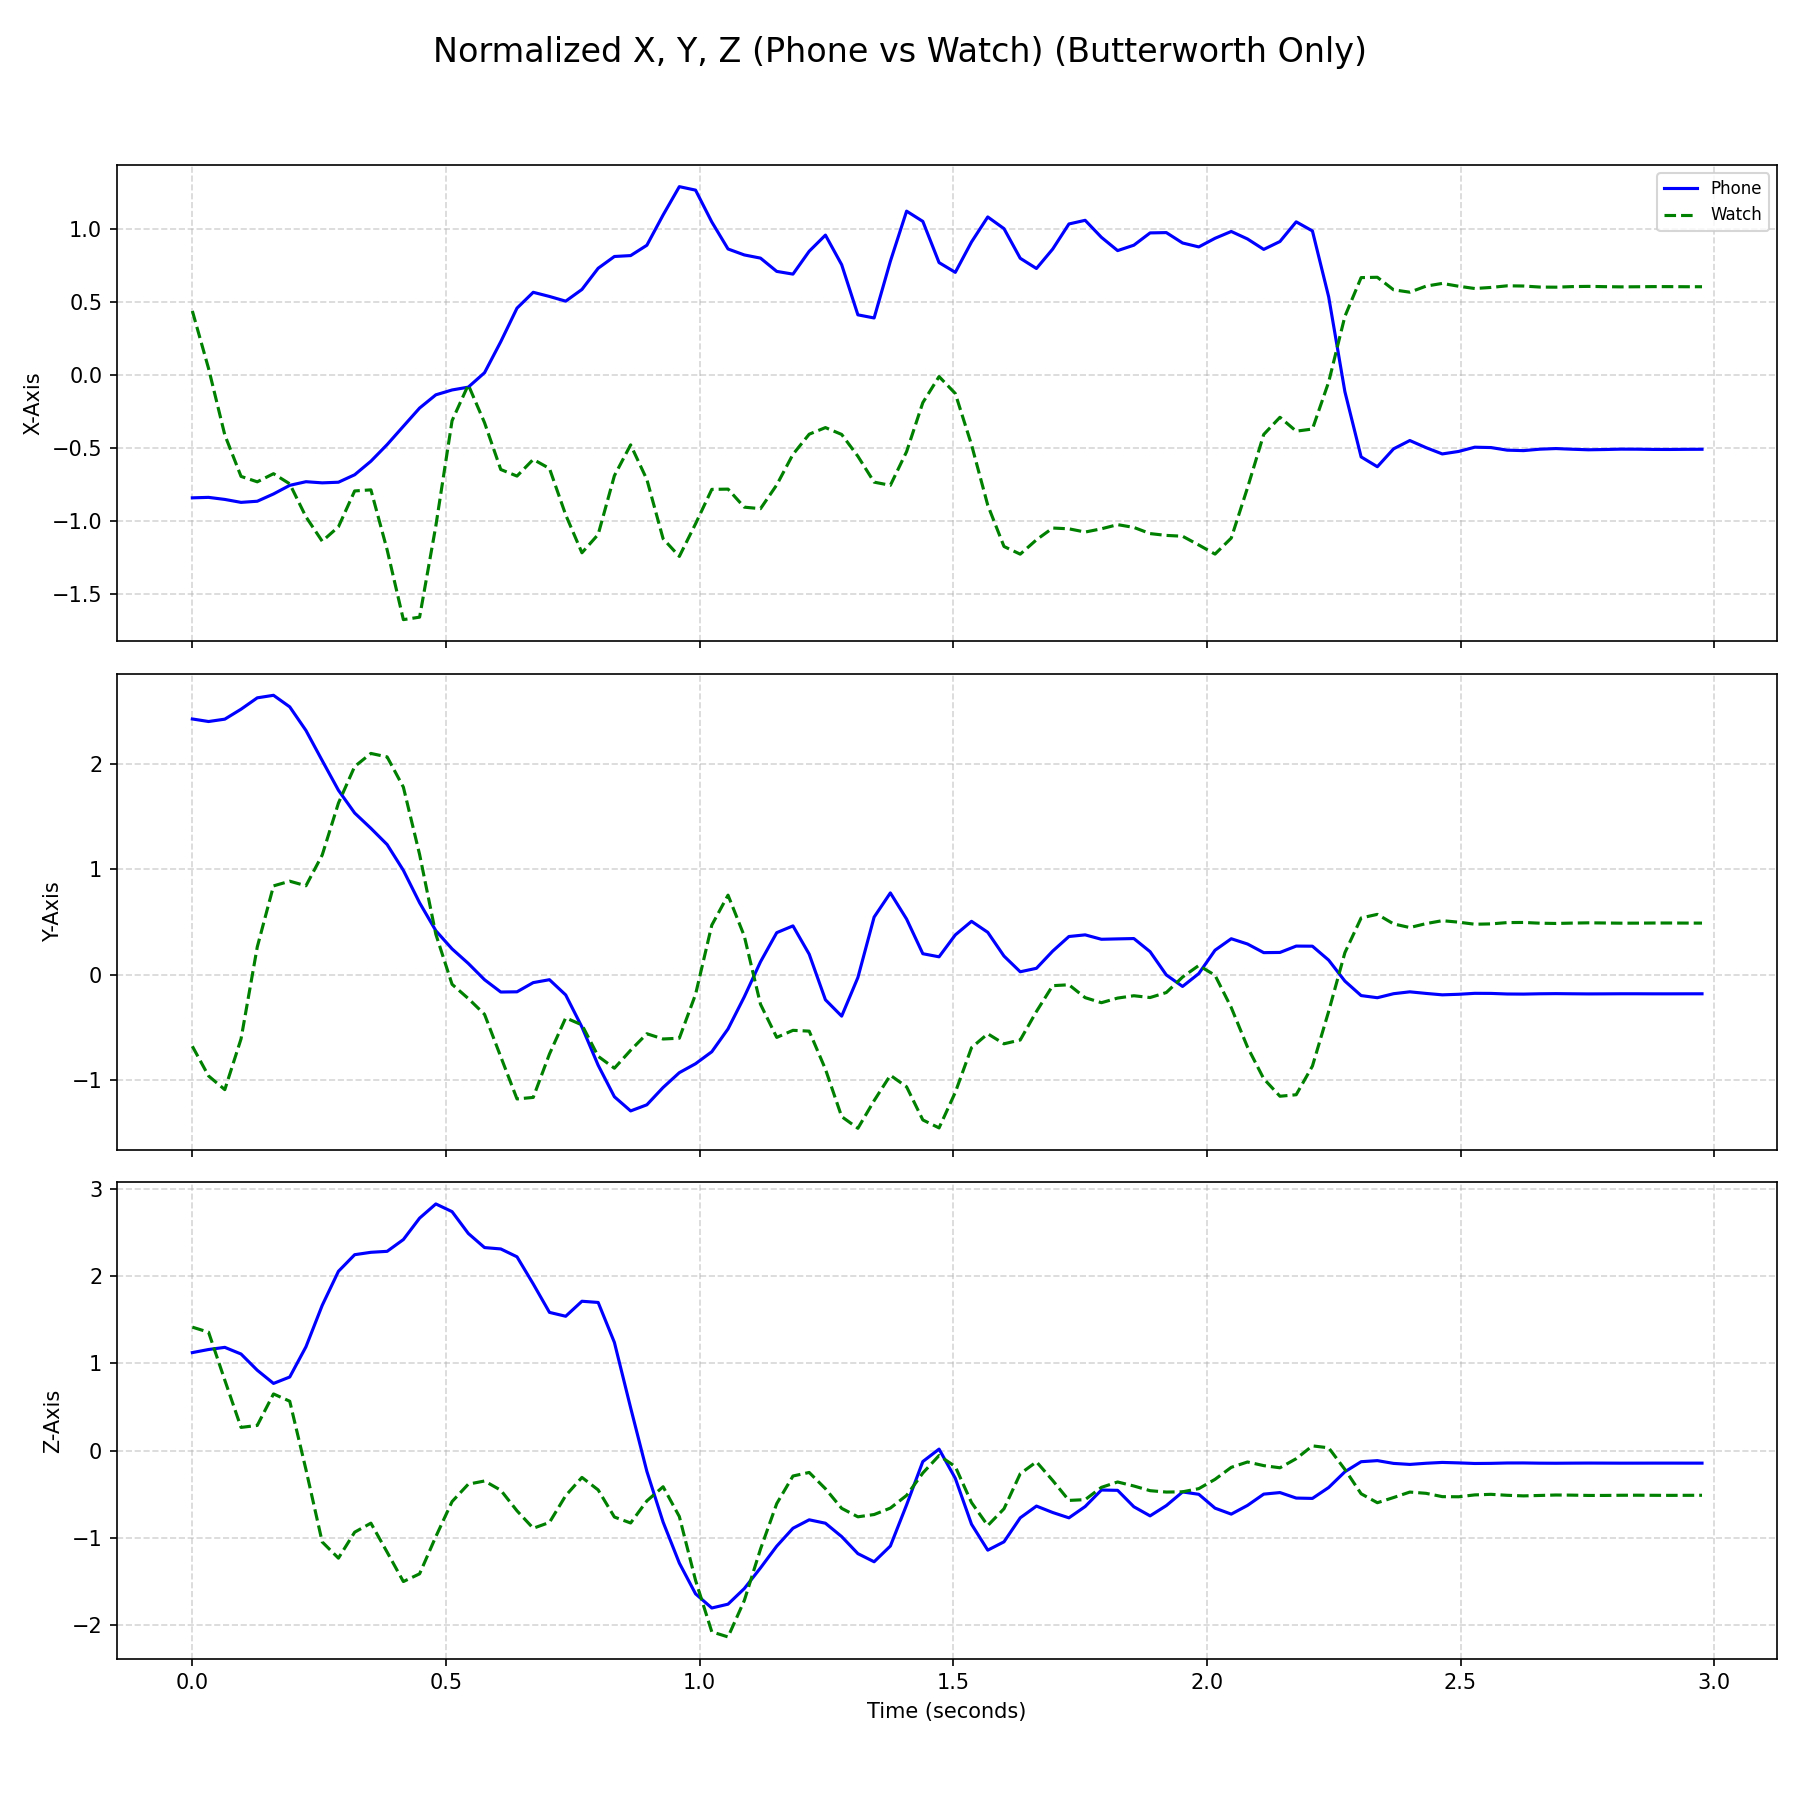 Normalized X, Y, Z (Phone vs Watch) (Butterworth Only)
Phone
Watch
X-Axis
1.0
0.5
0.0
−0.5
−1.0
−1.5
Y-Axis
2
1
0
−1
Z-Axis
3
2
1
0
−1
−2
0.0 0.5 1.0 1.5 2.0 2.5 3.0
Time (seconds)